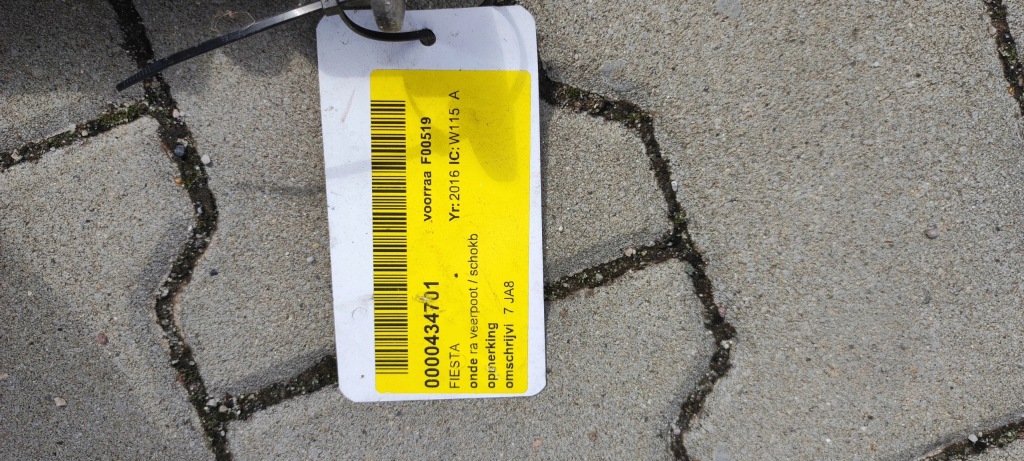 0000434701 voorraa F00519
FIESTA Yr: 2016 IC: W115 A
onde ra veerpoot / schokb
opmerking
omschrijvi 7 JA8